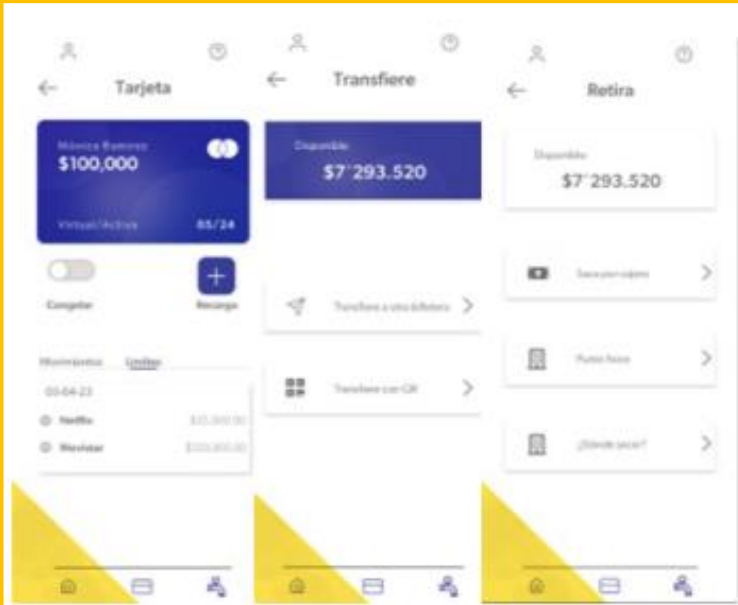 Tarjeta
Mónica Ramírez
$100,000
Virtual/Activa 05/24
Congelar Recarga
Movimientos Límites
03-04-23
Netflix
Movistar
Transfiere
Disponible:
$7'293.520
Transfiere a otra billetera
Transfiere con QR
Retira
Disponible:
$7'293.520
Saca por cajero
Punto físico
¿Dónde sacar?